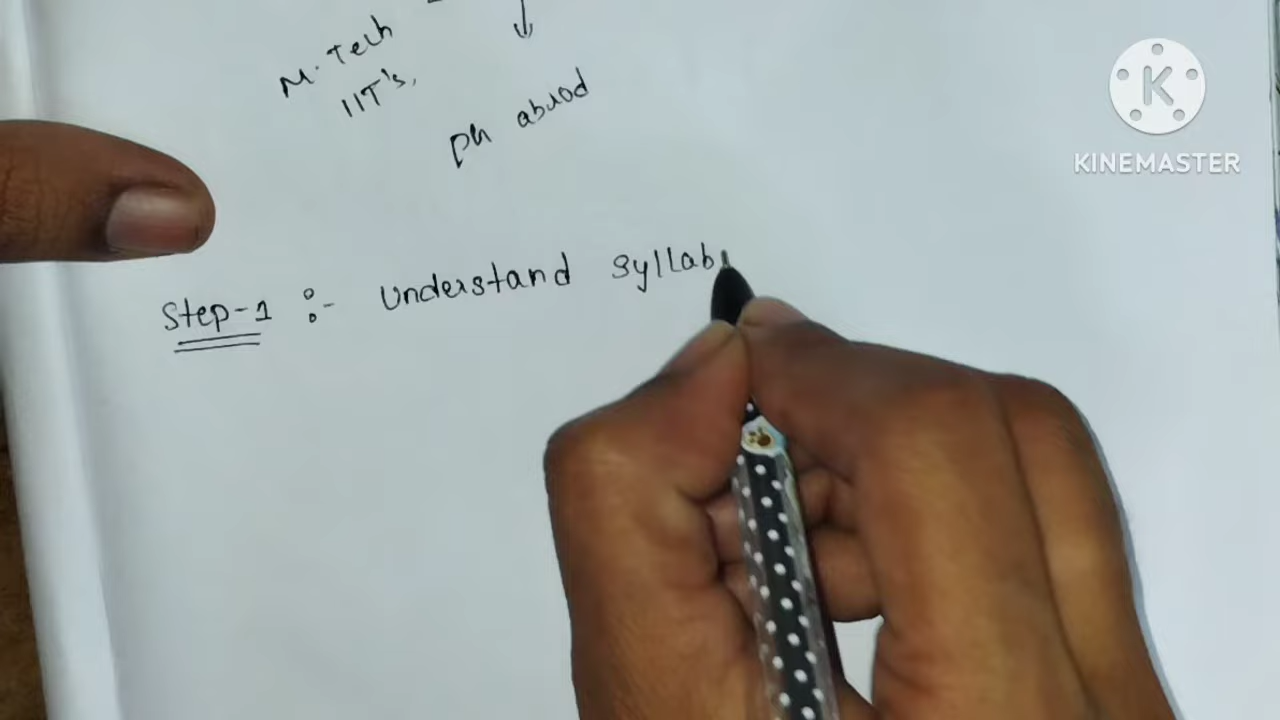 M.Tech
IIT's,
ph abrod
Step-1 :- Understand Syllab
K
KINEMASTER